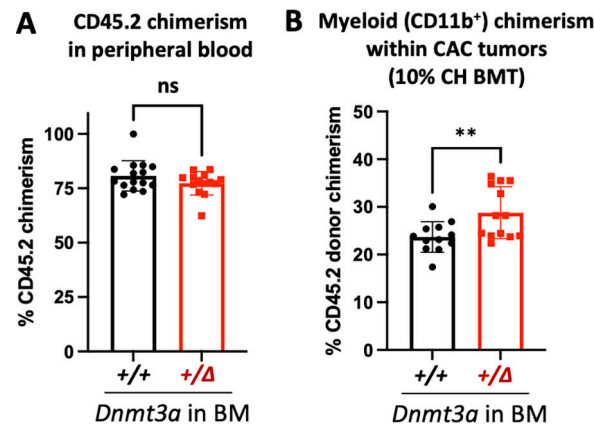 A
CD45.2 chimerism
in peripheral blood
ns
% CD45.2 chimerism
100
75
50
25
0
+/+
+/Δ
Dnmt3a in BM
B
Myeloid (CD11b⁺) chimerism
within CAC tumors
(10% CH BMT)
**
% CD45.2 donor chimerism
50
40
30
20
10
0
+/+
+/Δ
Dnmt3a in BM